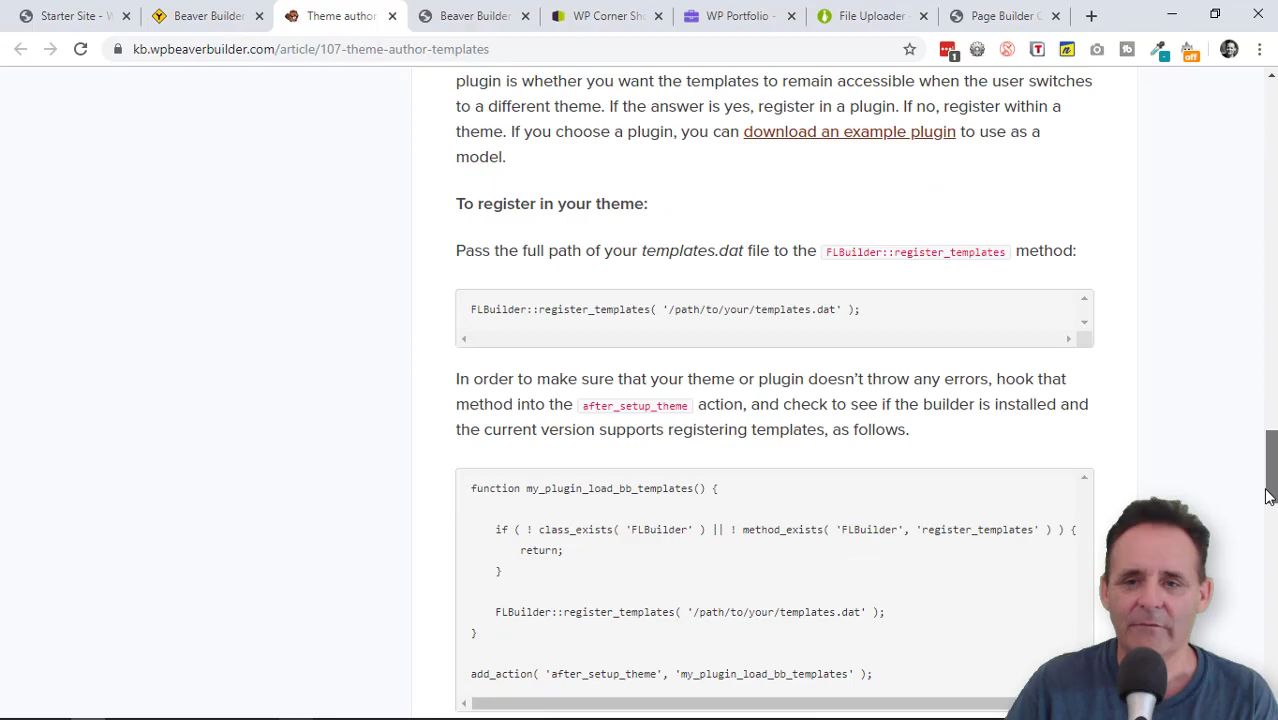 Starter Site - W
Beaver Builder
Theme author
Beaver Builder
WP Corner Sho
WP Portfolio -
File Uploader -
Page Builder C
kb.wpbeaverbuilder.com/article/107-theme-author-templates
1
T
off
plugin is whether you want the templates to remain accessible when the user switches
to a different theme. If the answer is yes, register in a plugin. If no, register within a
theme. If you choose a plugin, you can download an example plugin to use as a
model.
To register in your theme:
Pass the full path of your templates.dat file to the FLBuilder::register_templates method:
FLBuilder::register_templates( '/path/to/your/templates.dat' );
In order to make sure that your theme or plugin doesn’t throw any errors, hook that
method into the after_setup_theme action, and check to see if the builder is installed and
the current version supports registering templates, as follows.
function my_plugin_load_bb_templates() {
if ( ! class_exists( 'FLBuilder' ) || ! method_exists( 'FLBuilder', 'register_templates' ) ) {
return;
}
FLBuilder::register_templates( '/path/to/your/templates.dat' );
}
add_action( 'after_setup_theme', 'my_plugin_load_bb_templates' );